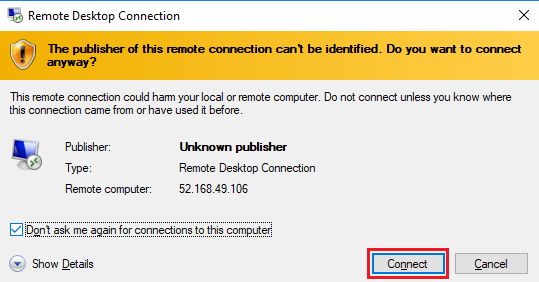 Remote Desktop Connection
The publisher of this remote connection can't be identified. Do you want to connect
anyway?
This remote connection could harm your local or remote computer. Do not connect unless you know where
this connection came from or have used it before.
Publisher: Unknown publisher
Type: Remote Desktop Connection
Remote computer: 52.168.49.106
Don't ask me again for connections to this computer
Show Details Connect Cancel